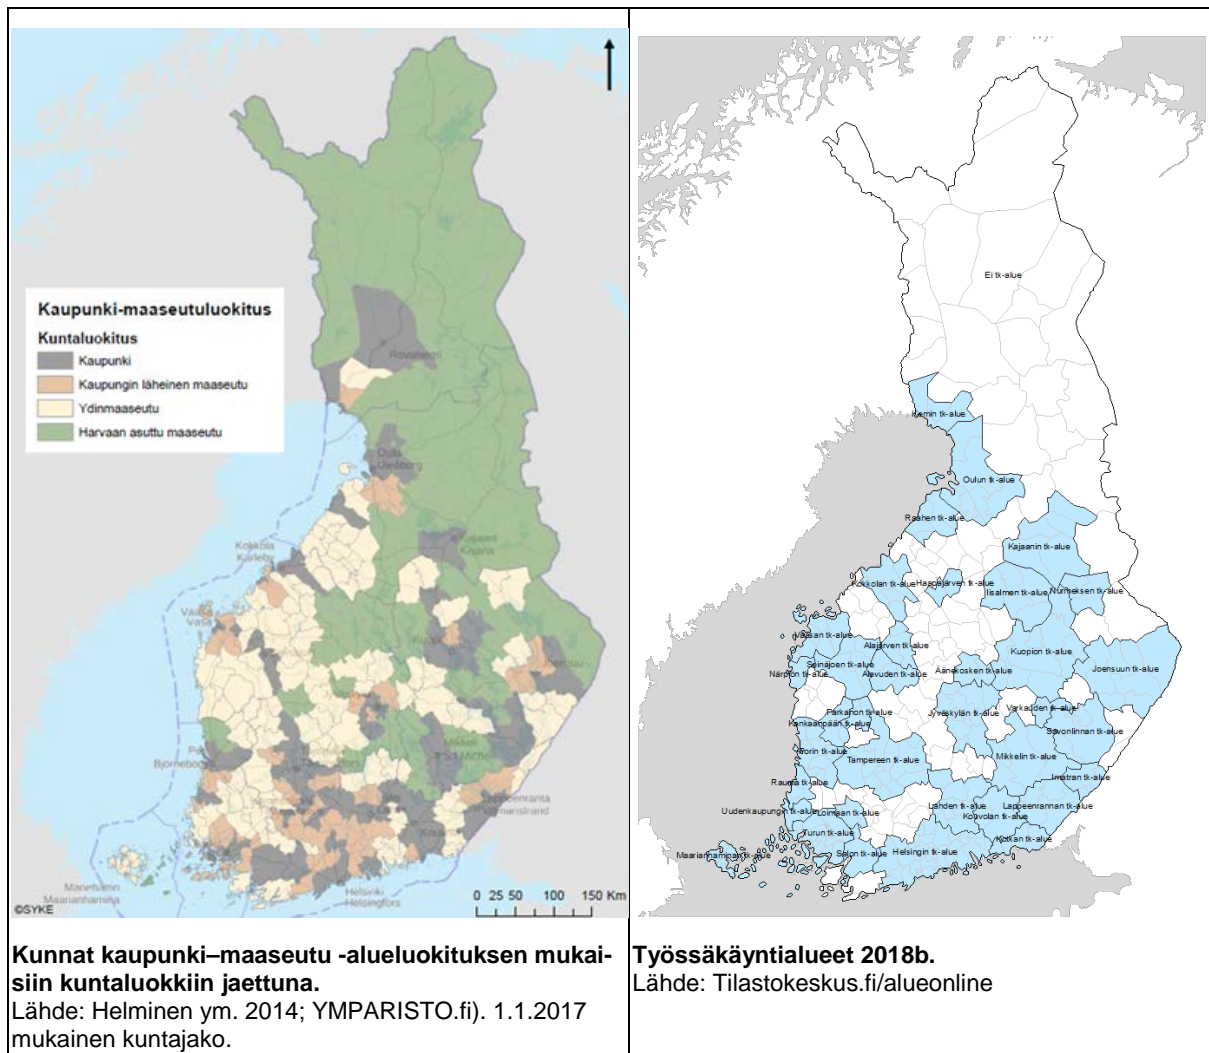 Kaupunki-maaseutuluokitus
Kuntaluokitus
Kaupunki
Kaupungin läheinen maaseutu
Ydinmaaseutu
Harvaan asuttu maaseutu
Rovaniemi
Oulu
Uleåborg
Kajaani
Kajana
Kokkola
Karleby
Vaasa
Vasa
Kuopio
Joensuu
Björneborg
Mikkeli
S:t Michel
Lappeenranta
Villmanstrand
Mariehamn
Maarianhamina
Helsinki
Helsingfors
0 25 50 100 150 Km
©SYKE
Ei tk-alue
Kemin tk-alue
Oulun tk-alue
Raahen tk-alue
Kajaanin tk-alue
Kokkolan tk-alue
Haapajärven tk-alue
Iisalmen tk-alue
Nurmeksen tk-alue
Vaasan tk-alue
Alajärven tk-alue
Kuopion tk-alue
Seinäjoen tk-alue
Närpiön tk-alue
Alavuden tk-alue
Äänekosken tk-alue
Joensuun tk-alue
Parkanon tk-alue
Kankaanpään tk-alue
Jyväskylän tk-alue
Varkauden tk-alue
Savonlinnan tk-alue
Porin tk-alue
Tampereen tk-alue
Mikkelin tk-alue
Imatran tk-alue
Rauma tk-alue
Uudenkaupungin tk-alue
Loimaan tk-alue
Lahden tk-alue
Lappeenrannan tk-alue
Kouvolan tk-alue
Turun tk-alue
Salon tk-alue
Helsingin tk-alue
Kotkan tk-alue
Maarianhaminan tk-alue
Kunnat kaupunki–maaseutu -alueluokituksen mukai-
siin kuntaluokkiin jaettuna.
Lähde: Helminen ym. 2014; YMPARISTO.fi). 1.1.2017
mukainen kuntajako.
Työssäkäyntialueet 2018b.
Lähde: Tilastokeskus.fi/alueonline